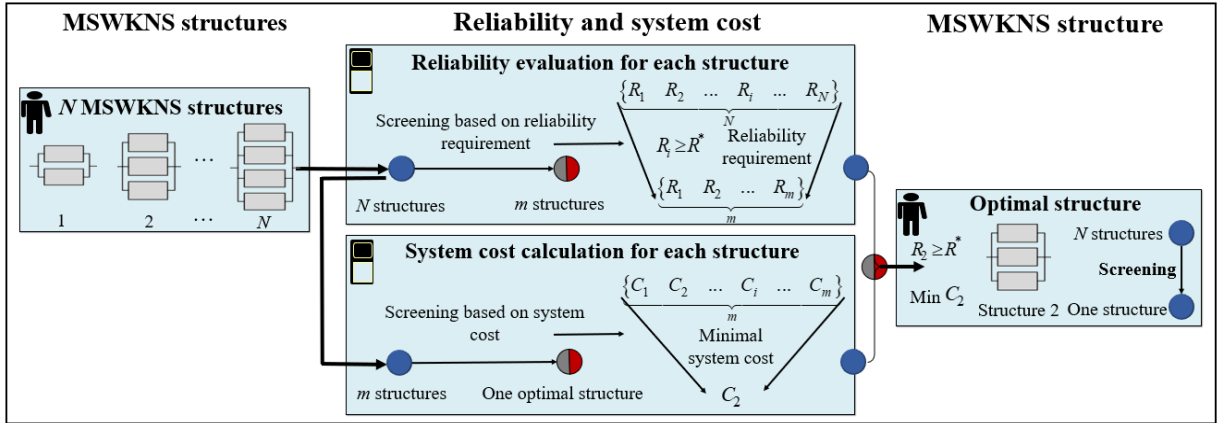 MSWKNS structures
Reliability and system cost
MSWKNS structure
N MSWKNS structures
...
1 2 ... N
Reliability evaluation for each structure
Screening based on reliability
requirement
N structures
m structures
{R₁ R₂ ... Rᵢ ... R_N}
N
Rᵢ ≥ R*
Reliability
requirement
{R₁ R₂ ... Rₘ}
m
System cost calculation for each structure
Screening based on system
cost
m structures
One optimal structure
{C₁ C₂ ... Cᵢ ... Cₘ}
m
Minimal
system cost
C₂
Optimal structure
R₂ ≥ R*
Min C₂
Structure 2
N structures
Screening
One structure